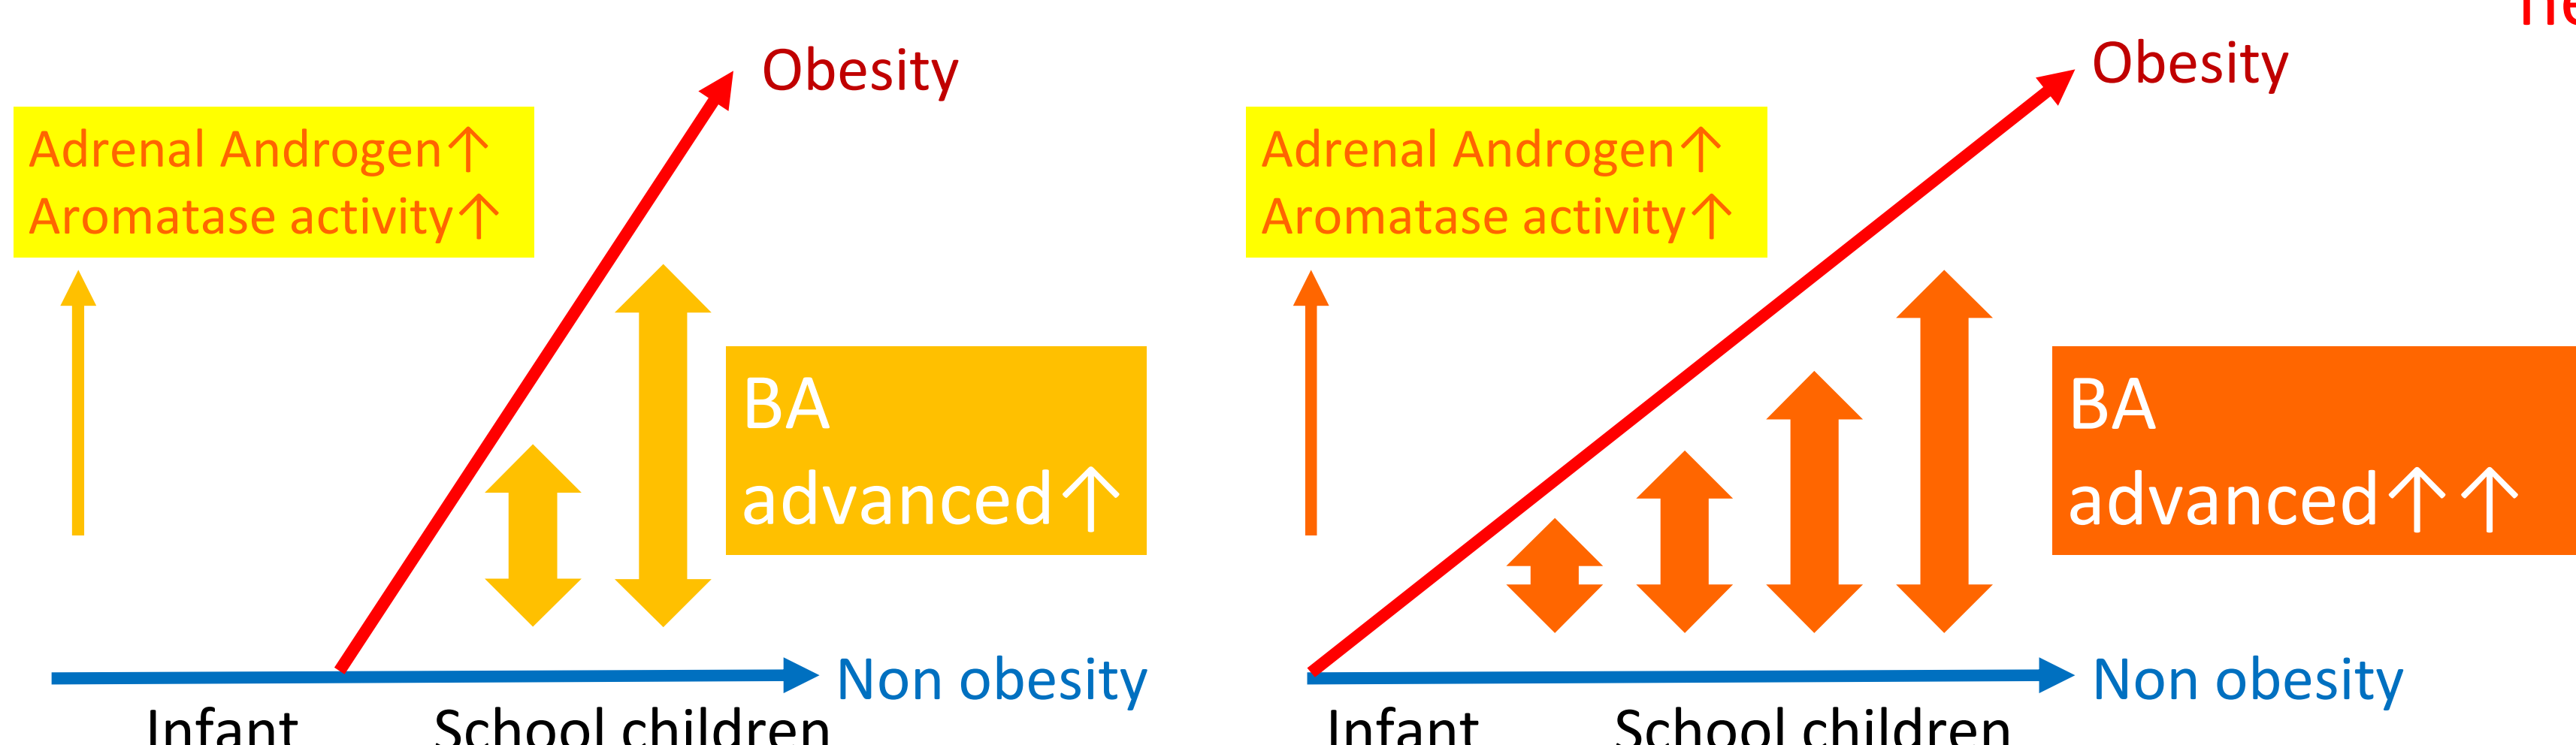 Obesity
Adrenal Androgen↑
Aromatase activity↑
BA
advanced↑
Non obesity
Infant
School children
Obesity
Adrenal Androgen↑
Aromatase activity↑
BA
advanced↑↑
Non obesity
Infant
School children